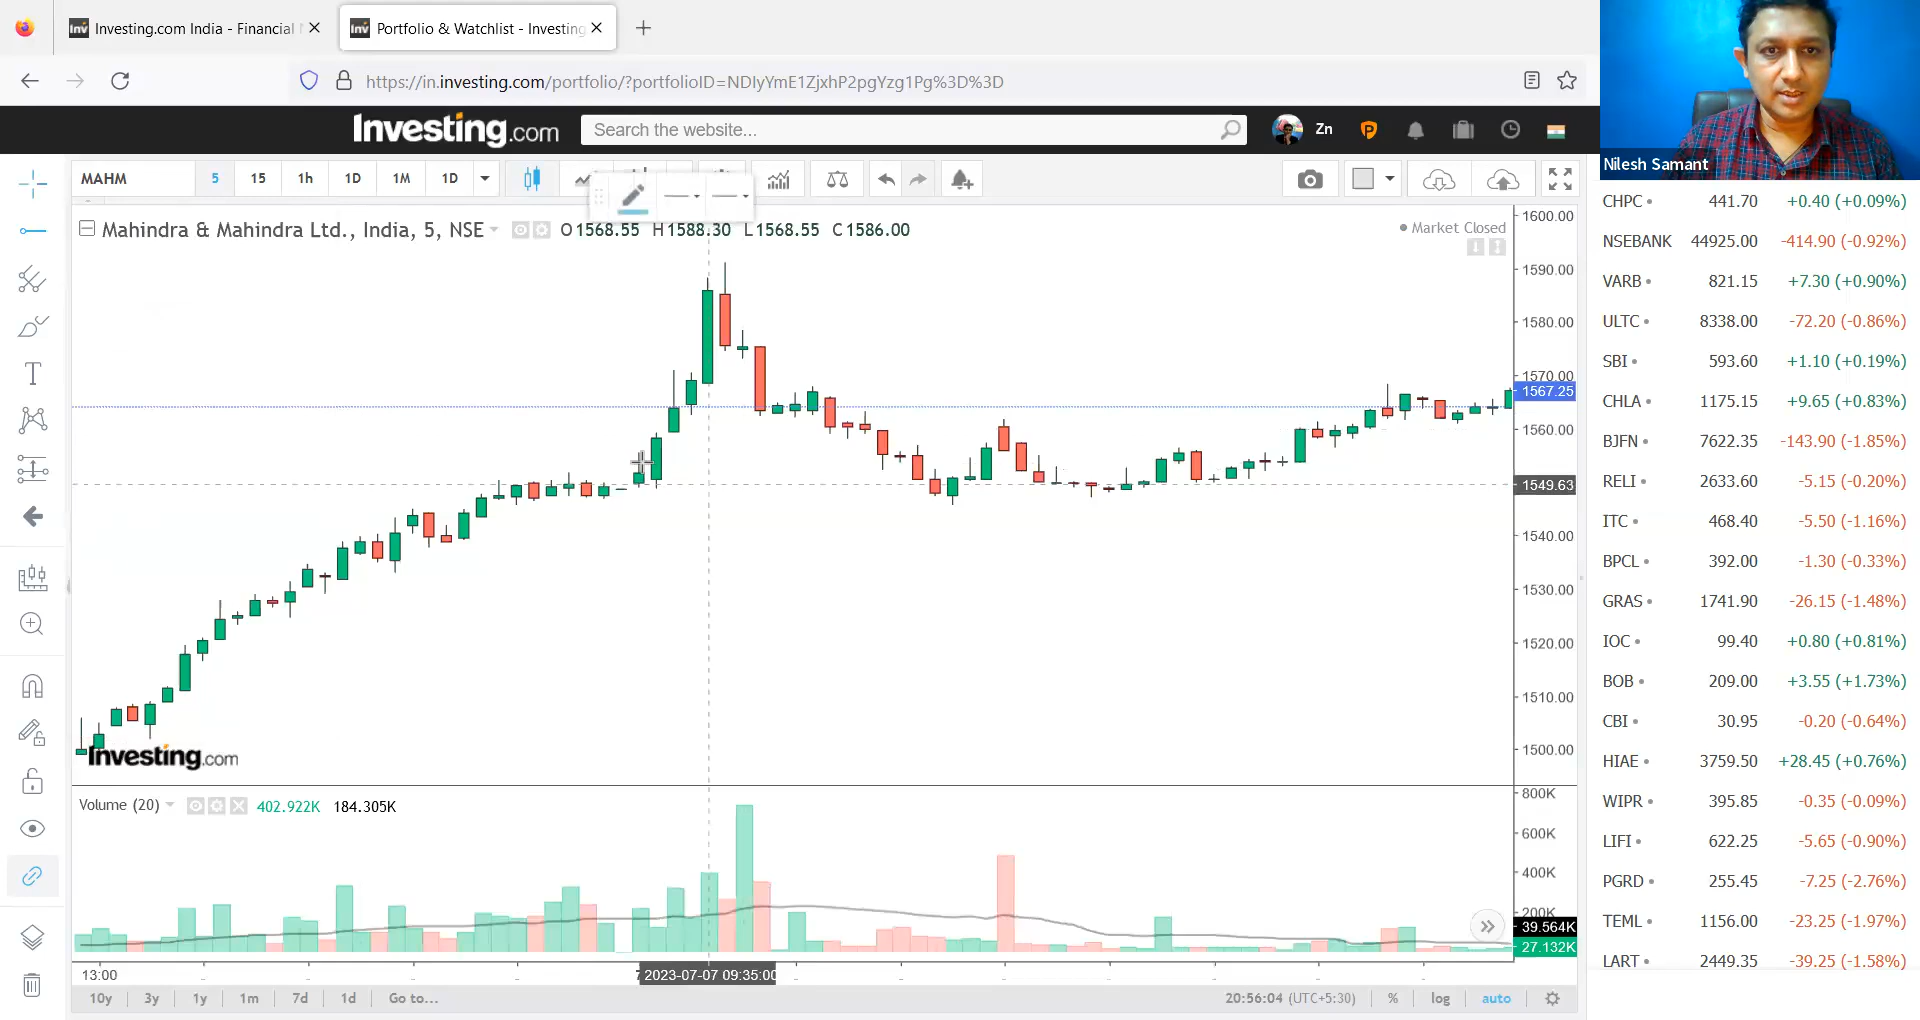 Investing.com India - Financial
Portfolio & Watchlist - Investing
https://in.investing.com/portfolio/?portfolioID=NDIyYmE1ZjxhP2pgYzg1Pg%3D%3D
Investing.com
Search the website...
Zn
Nilesh Samant
MAHM
5
15
1h
1D
1M
1D
Mahindra & Mahindra Ltd., India, 5, NSE
O 1568.55 H 1588.30 L 1568.55 C 1586.00
Market Closed
1600.00
1590.00
1580.00
1570.00
1567.25
1560.00
1549.63
1540.00
1530.00
1520.00
1510.00
1500.00
Investing.com
Volume (20)
402.922K
184.305K
800K
600K
400K
200K
39.564K
27.132K
13:00
2023-07-07 09:35:00
10y
3y
1y
1m
7d
1d
Go to...
20:56:04 (UTC+5:30)
%
log
auto
CHPC 441.70 +0.40 (+0.09%)
NSEBANK 44925.00 -414.90 (-0.92%)
VARB 821.15 +7.30 (+0.90%)
ULTC 8338.00 -72.20 (-0.86%)
SBI 593.60 +1.10 (+0.19%)
CHLA 1175.15 +9.65 (+0.83%)
BJFN 7622.35 -143.90 (-1.85%)
RELI 2633.60 -5.15 (-0.20%)
ITC 468.40 -5.50 (-1.16%)
BPCL 392.00 -1.30 (-0.33%)
GRAS 1741.90 -26.15 (-1.48%)
IOC 99.40 +0.80 (+0.81%)
BOB 209.00 +3.55 (+1.73%)
CBI 30.95 -0.20 (-0.64%)
HIAE 3759.50 +28.45 (+0.76%)
WIPR 395.85 -0.35 (-0.09%)
LIFI 622.25 -5.65 (-0.90%)
PGRD 255.45 -7.25 (-2.76%)
TEML 1156.00 -23.25 (-1.97%)
LART 2449.35 -39.25 (-1.58%)